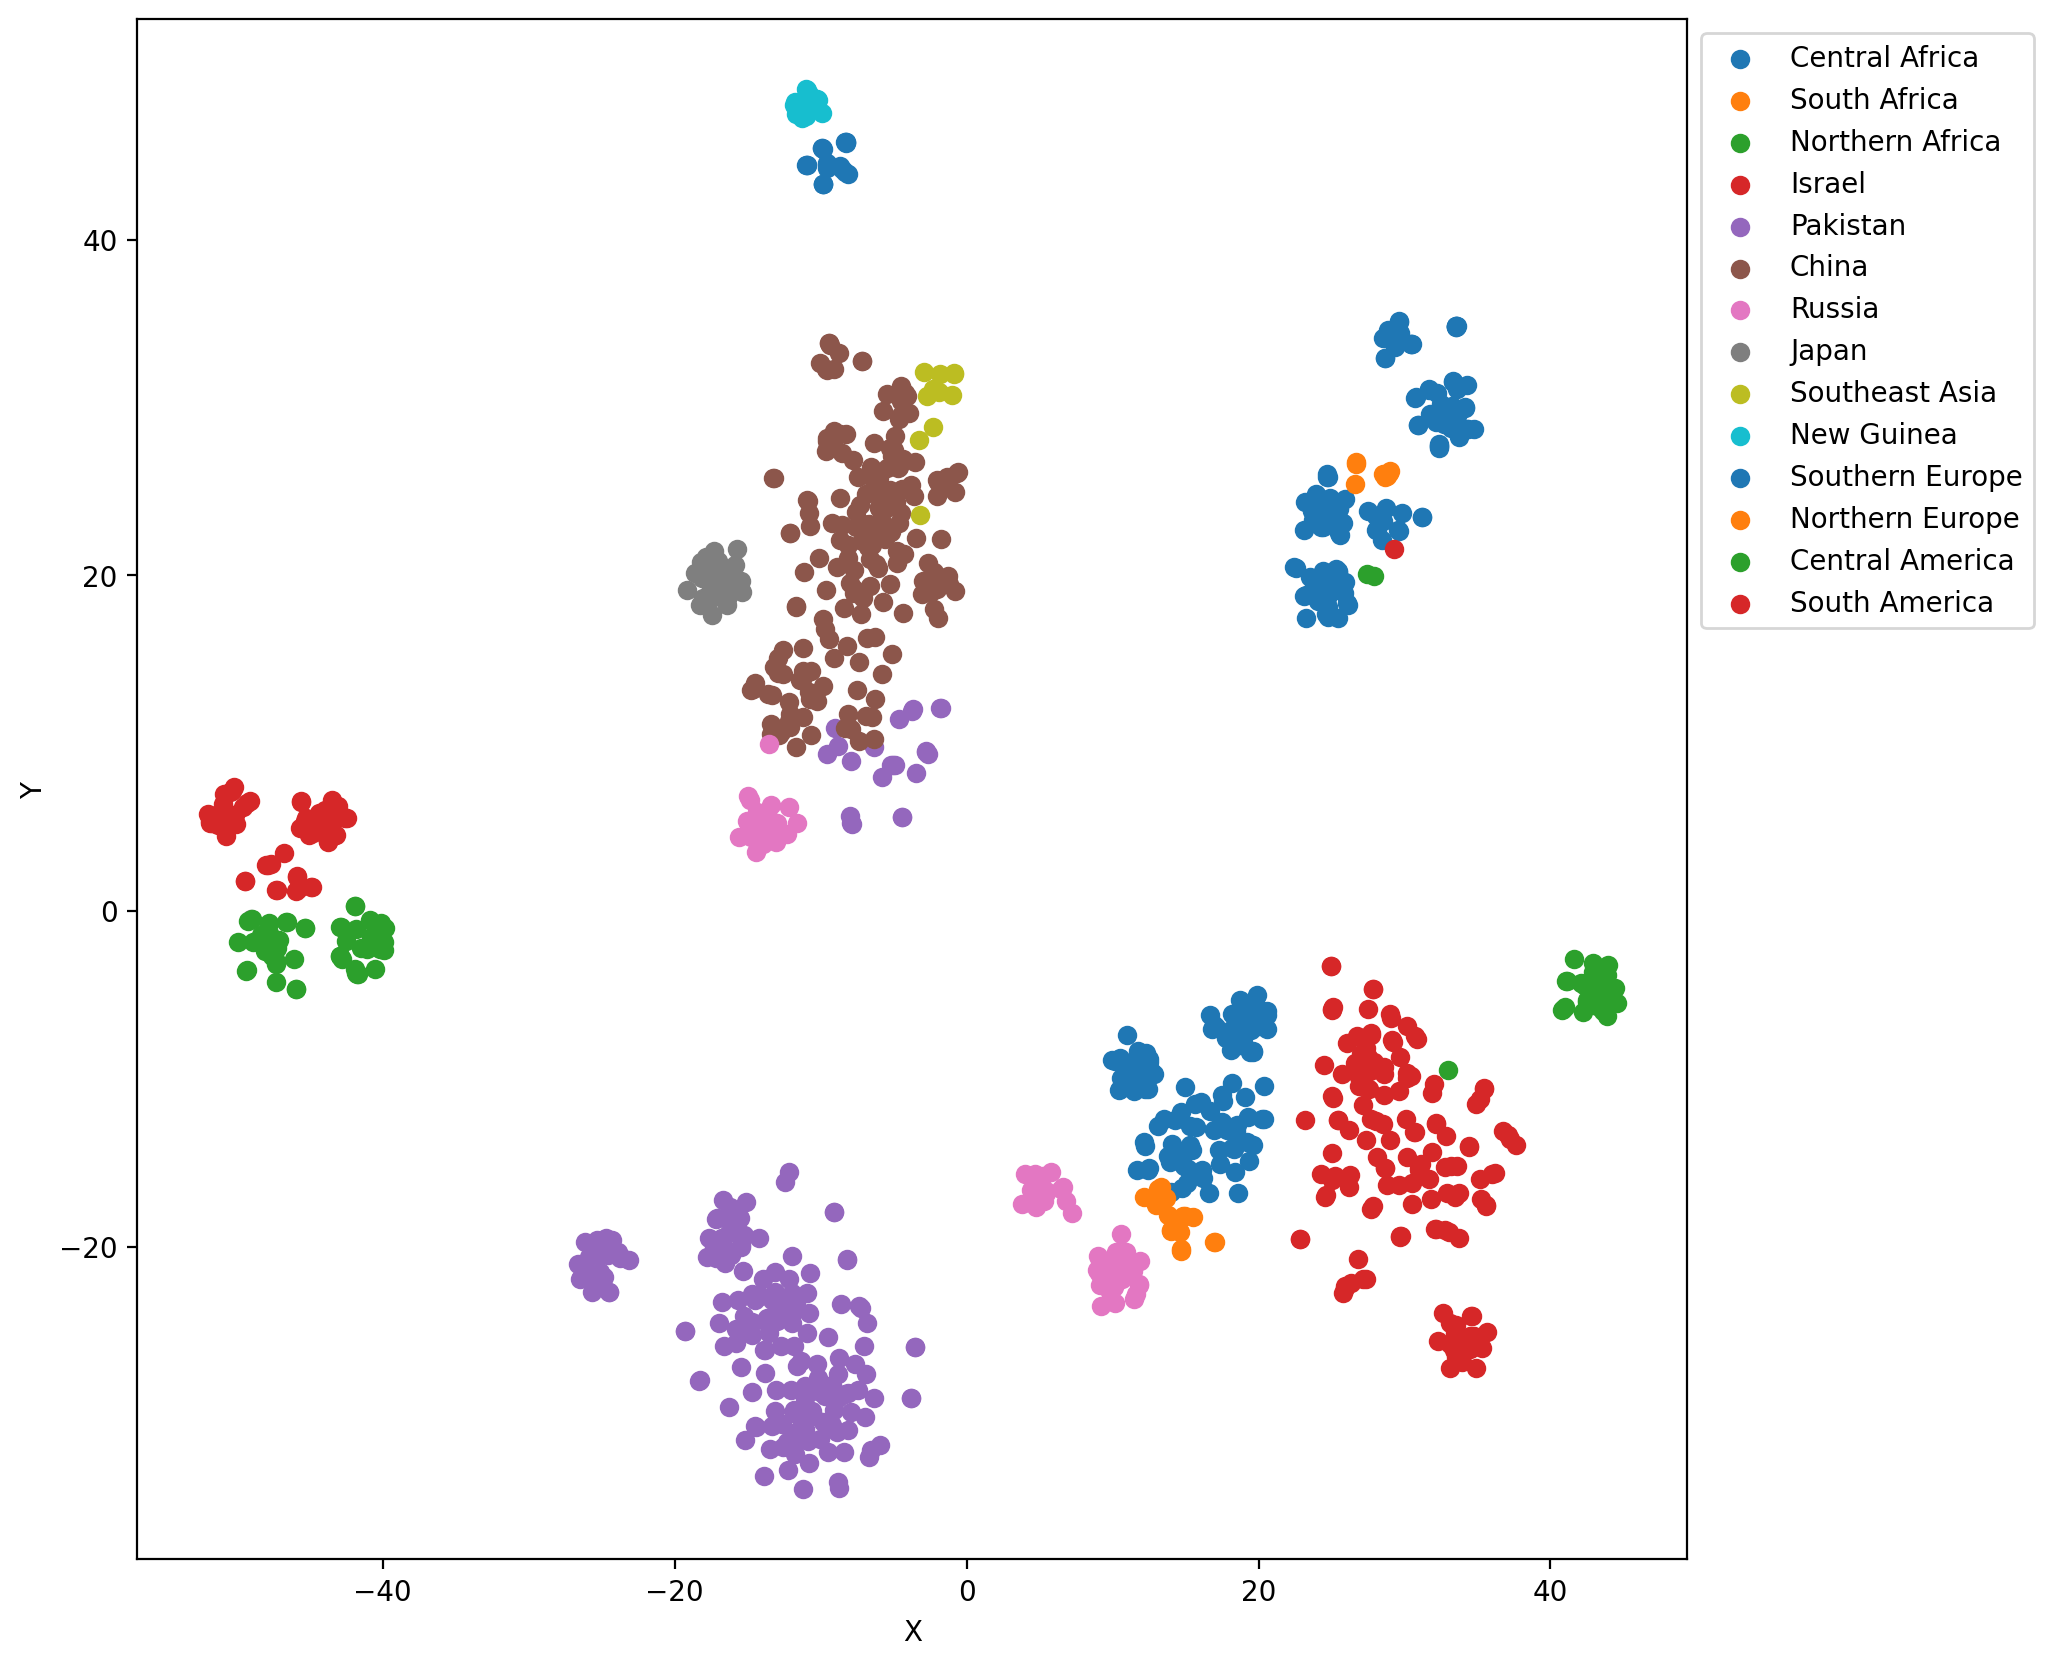 Central Africa
South Africa
Northern Africa
Israel
Pakistan
China
Russia
Japan
Southeast Asia
New Guinea
Southern Europe
Northern Europe
Central America
South America
40
20
0
−20
Y
−40
−20
0
20
40
X